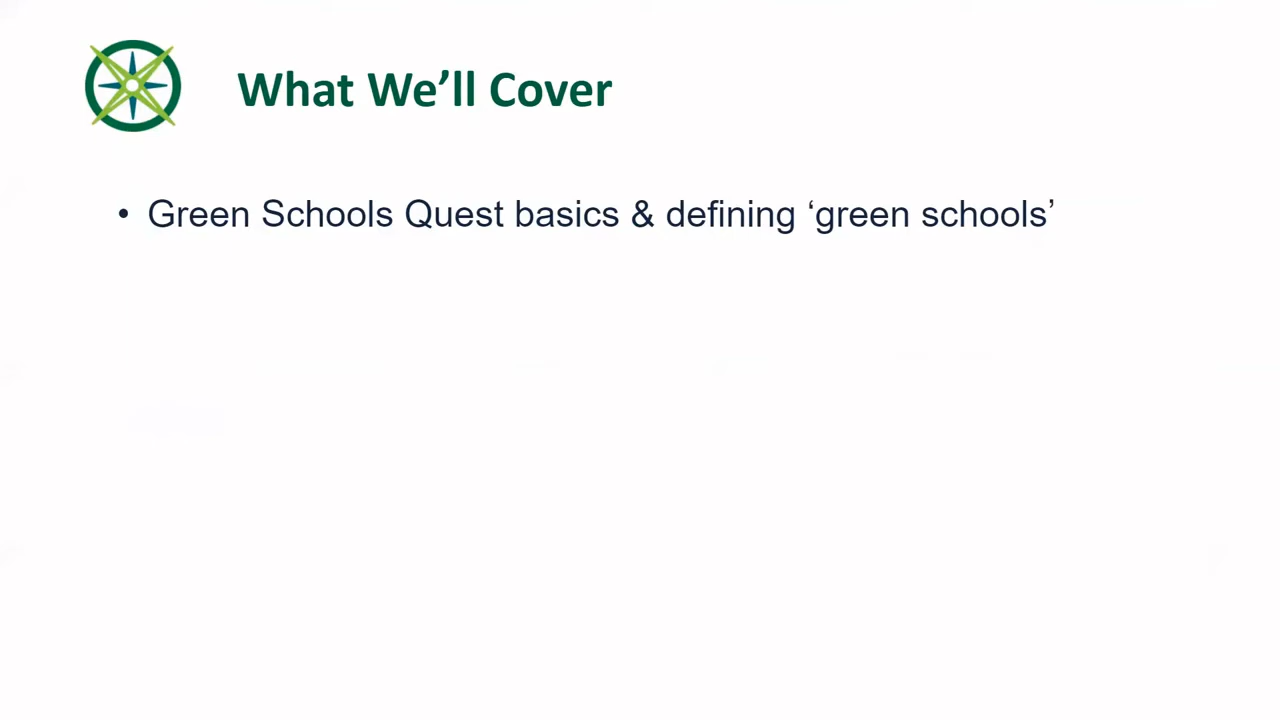 What We’ll Cover
• Green Schools Quest basics & defining ‘green schools’